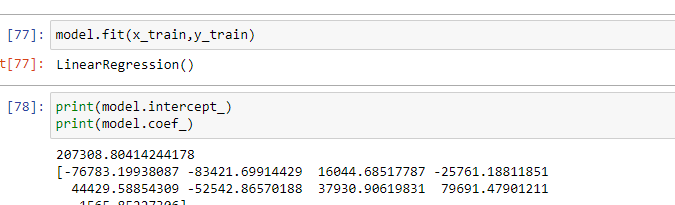 [77]: model.fit(x_train,y_train)
t[77]: LinearRegression()
[78]: print(model.intercept_)
print(model.coef_)
207308.80414244178
[-76783.19938087 -83421.69914429 16044.68517787 -25761.18811851
44429.58854309 -52542.86570188 37930.90619831 79691.47901211